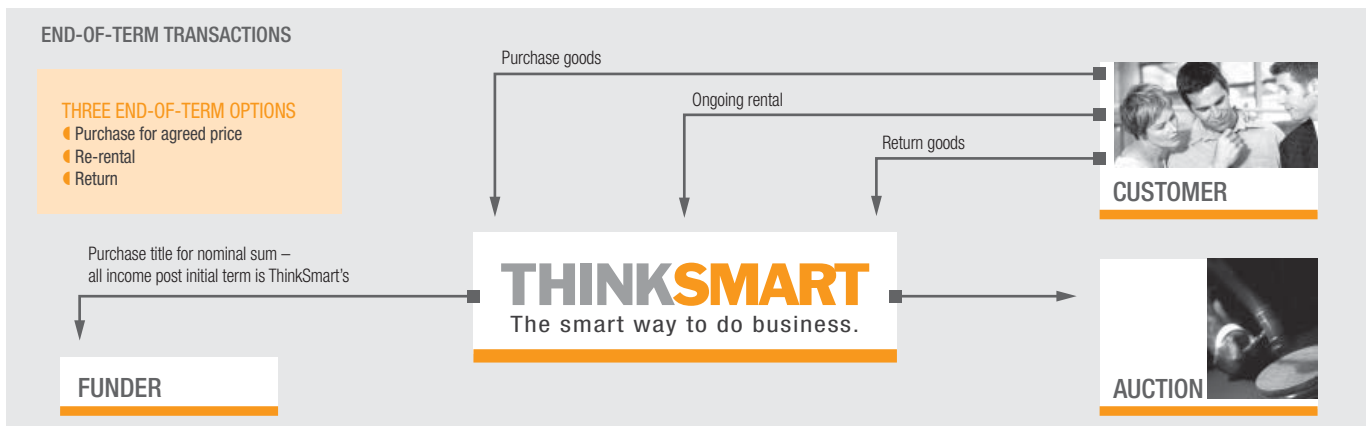 END-OF-TERM TRANSACTIONS
THREE END-OF-TERM OPTIONS
Purchase for agreed price
Re-rental
Return
Purchase goods
Ongoing rental
Return goods
CUSTOMER
Purchase title for nominal sum –
all income post initial term is ThinkSmart's
THINKSMART
The smart way to do business.
FUNDER
AUCTION